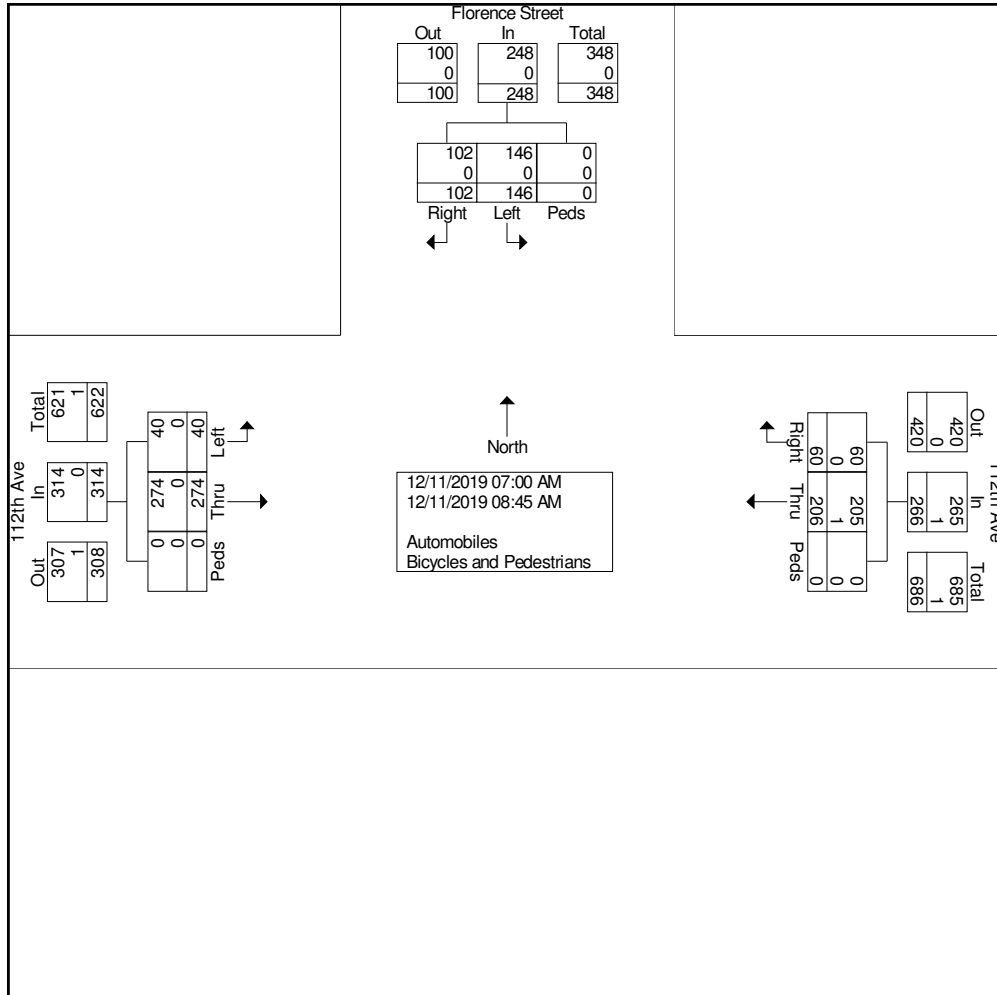 Florence Street
Out In Total
100 248 348
0 0 0
100 248 348
102 146 0
0 0 0
102 146 0
Right Left Peds
112th Ave
Total In Out
621 314 307
1 0 1
622 314 308
40 274 0
0 0 0
40 274 0
Left Thru Peds
North
12/11/2019 07:00 AM
12/11/2019 08:45 AM
Automobiles
Bicycles and Pedestrians
112th Ave
Out In Total
420 265 685
0 1 1
420 266 686
60 205 0
0 1 0
60 206 0
Right Thru Peds